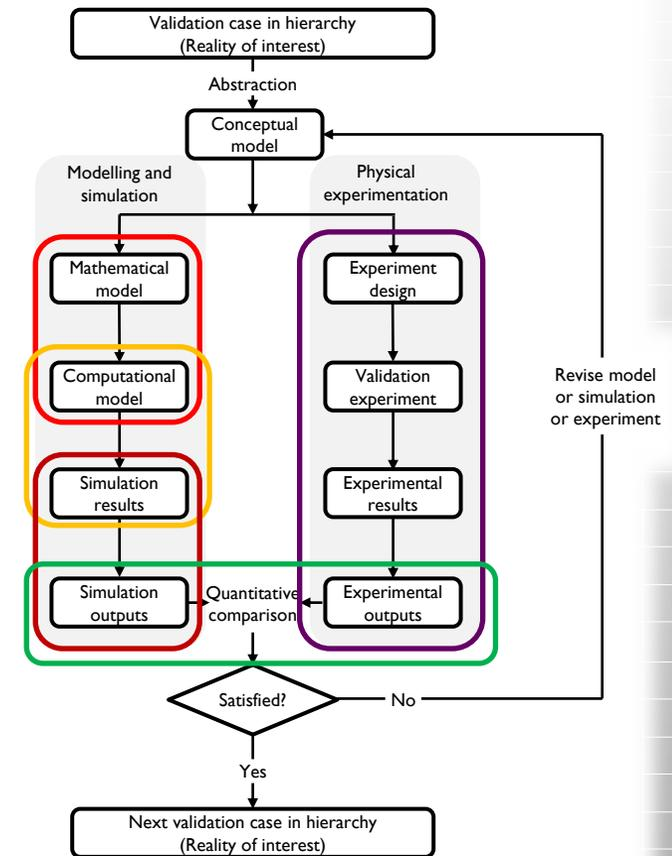 Validation case in hierarchy
(Reality of interest)
Abstraction
Conceptual
model
Modelling and
simulation
Physical
experimentation
Mathematical
model
Experiment
design
Computational
model
Validation
experiment
Revise model
or simulation
or experiment
Simulation
results
Experimental
results
Simulation
outputs
Quantitative
comparison
Experimental
outputs
Satisfied?
No
Yes
Next validation case in hierarchy
(Reality of interest)